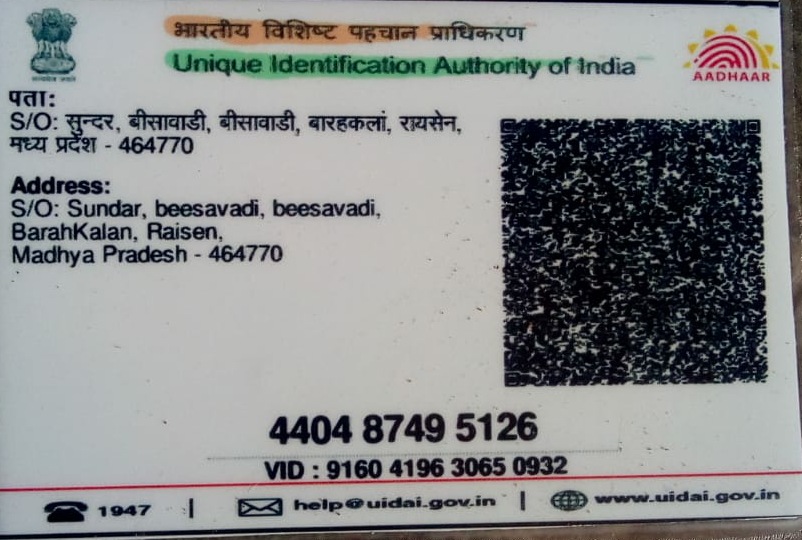 भारतीय विशिष्ट पहचान प्राधिकरण
Unique Identification Authority of India
AADHAAR
पता:
S/O: सुन्दर, बीसावाडी, बीसावाडी, बारहकलां, रायसेन,
मध्य प्रदेश - 464770
Address:
S/O: Sundar, beesavadi, beesavadi,
BarahKalan, Raisen,
Madhya Pradesh - 464770
4404 8749 5126
VID : 9160 4196 3065 0932
1947 | help@uidai.gov.in | www.uidai.gov.in